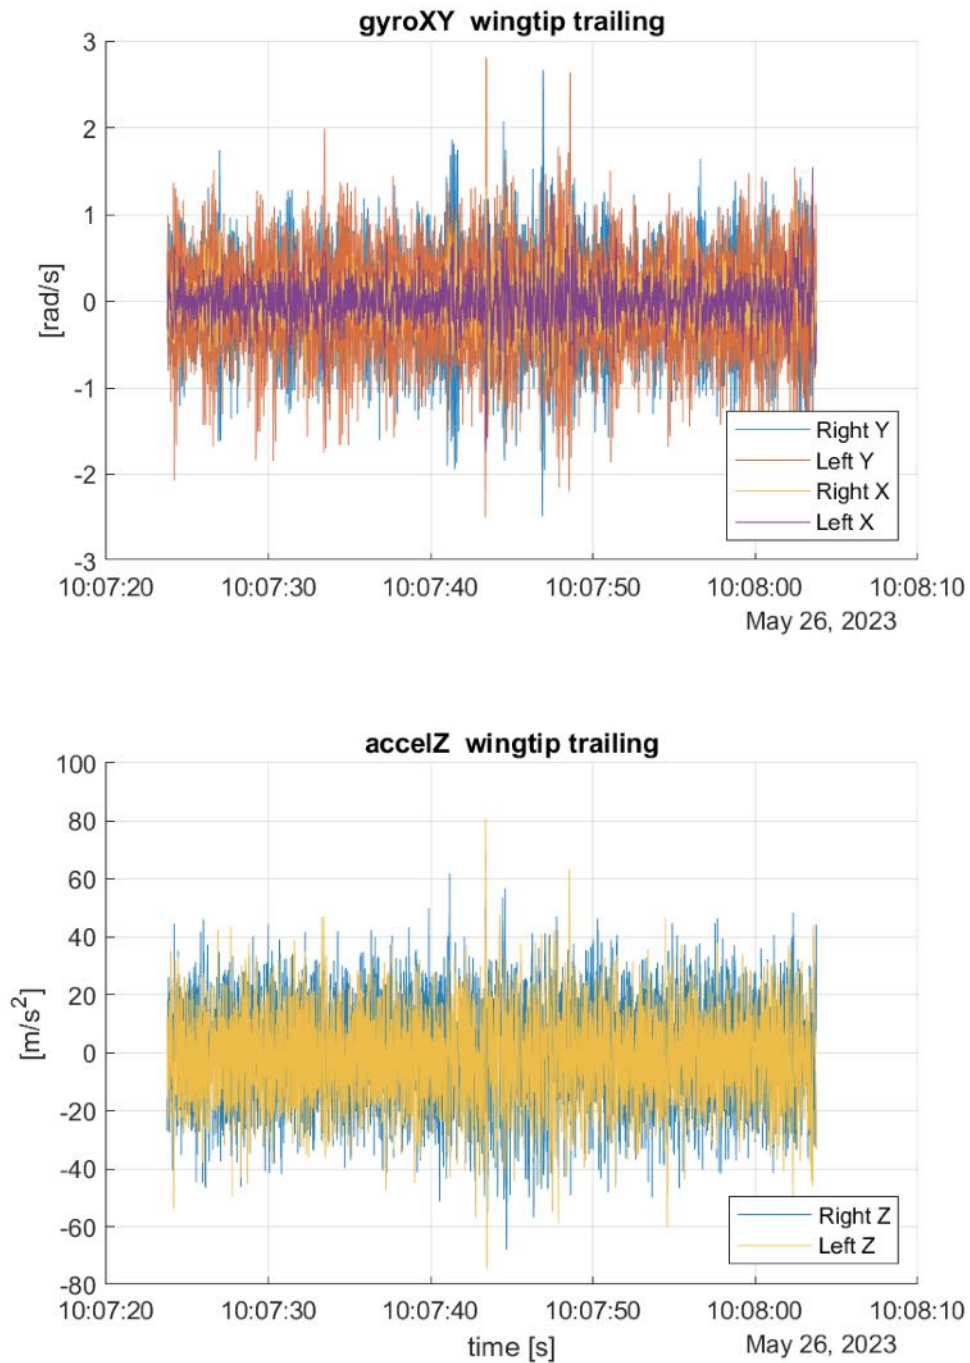 gyroXY  wingtip trailing
3
2
1
0
-1
-2
-3
[rad/s]
Right Y
Left Y
Right X
Left X
10:07:20 10:07:30 10:07:40 10:07:50 10:08:00 10:08:10
May 26, 2023
accelZ  wingtip trailing
100
80
60
40
20
0
-20
-40
-60
-80
[m/s²]
Right Z
Left Z
10:07:20 10:07:30 10:07:40 10:07:50 10:08:00 10:08:10
time [s]
May 26, 2023